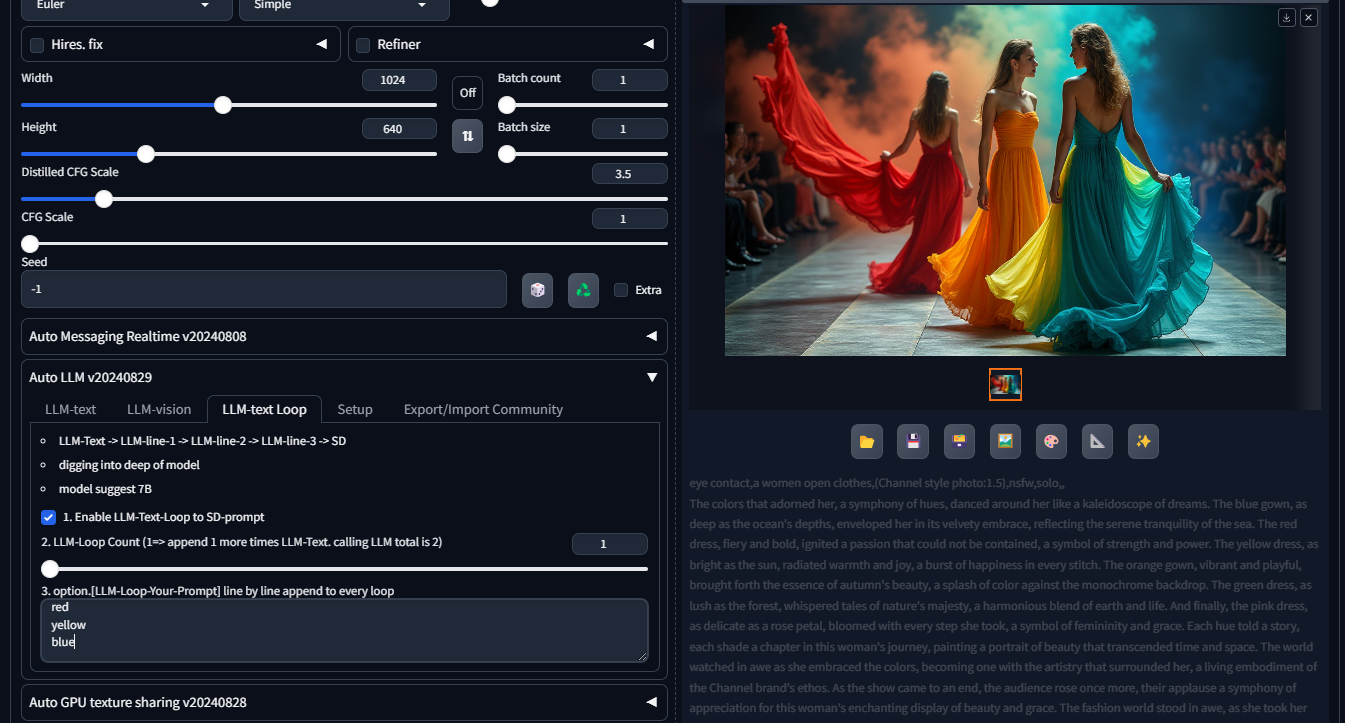 Euler
Simple
Hires. fix
Refiner
Width
1024
Off
Batch count
1
Height
640
Batch size
1
Distilled CFG Scale
3.5
CFG Scale
1
Seed
-1
Extra
Auto Messaging Realtime v20240808
Auto LLM v20240829
LLM-text
LLM-vision
LLM-text Loop
Setup
Export/Import Community
LLM-Text -> LLM-line-1 -> LLM-line-2 -> LLM-line-3 -> SD
digging into deep of model
model suggest 7B
1. Enable LLM-Text-Loop to SD-prompt
2. LLM-Loop Count (1=> append 1 more times LLM-Text. calling LLM total is 2)
1
3. option.[LLM-Loop-Your-Prompt] line by line append to every loop
red
yellow
blue
Auto GPU texture sharing v20240828
eye contact,a women open clothes,(Channel style photo:1.5),nsfw,solo,,
The colors that adorned her, a symphony of hues, danced around her like a kaleidoscope of dreams. The blue gown, as
deep as the ocean's depths, enveloped her in its velvety embrace, reflecting the serene tranquility of the sea. The red
dress, fiery and bold, ignited a passion that could not be contained, a symbol of strength and power. The yellow dress, as
bright as the sun, radiated warmth and joy, a burst of happiness in every stitch. The orange gown, vibrant and playful,
brought forth the essence of autumn's beauty, a splash of color against the monochrome backdrop. The green dress, as
lush as the forest, whispered tales of nature's majesty, a harmonious blend of earth and life. And finally, the pink dress,
as delicate as a rose petal, bloomed with every step she took, a symbol of femininity and grace. Each hue told a story,
each shade a chapter in this woman's journey, painting a portrait of beauty that transcended time and space. The world
watched in awe as she embraced the colors, becoming one with the artistry that surrounded her, a living embodiment of
the Channel brand's ethos. As the show came to an end, the audience rose once more, their applause a symphony of
appreciation for this woman's enchanting display of beauty and grace. The fashion world stood in awe, as she took her